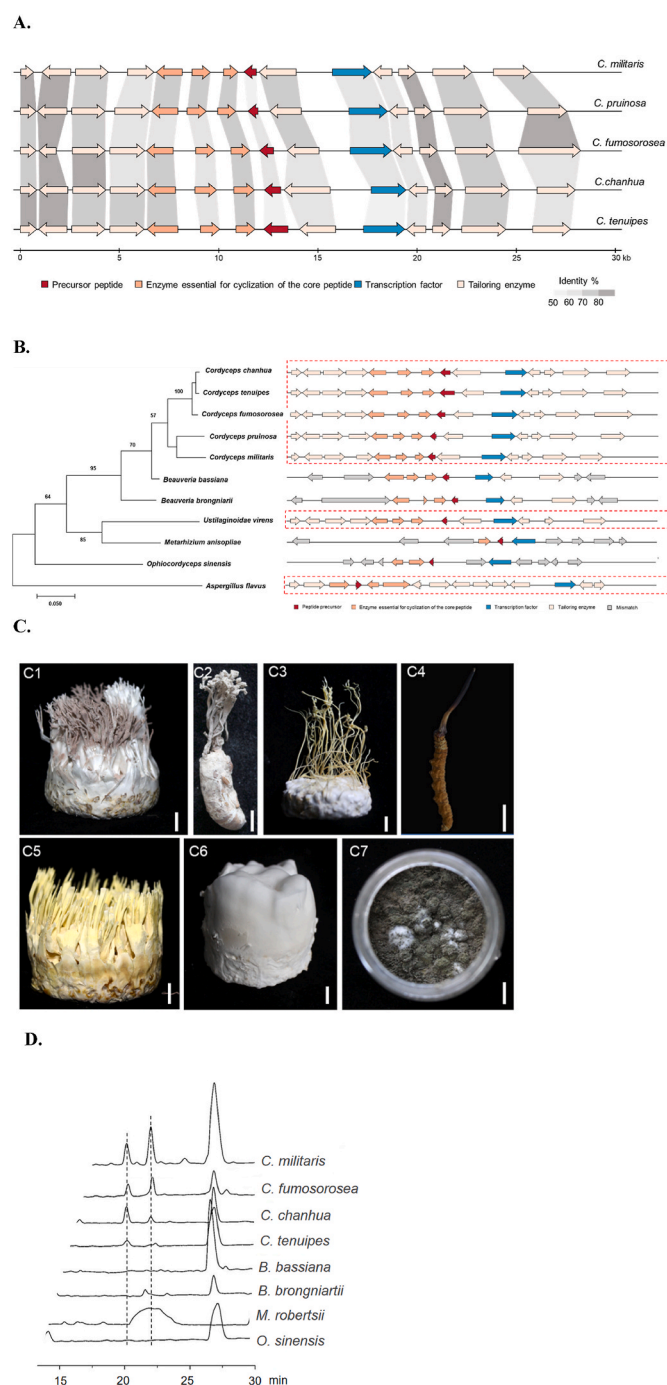 A.
C. militaris
C. pruinosa
C. fumosorosea
C.chanhua
C. tenuipes
0 5 10 15 20 25 30 kb
Precursor peptide Enzyme essential for cyclization of the core peptide Transcription factor Tailoring enzyme
Identity %
50 60 70 80
B.
Cordyceps chanhua
100
Cordyceps tenuipes
57
Cordyceps fumosorosea
70
Cordyceps pruinosa
95
Cordyceps militaris
Beauveria bassiana
64
Beauveria brongniarii
Ustilaginoidae virens
85
Metarhizium anisopliae
Ophiocordyceps sinensis
Aspergillus flavus
0.050
Peptide precursor Enzyme essential for cyclization of the core peptide Transcription factor Tailoring enzyme Mismatch
C.
C1 C2 C3 C4
C5 C6 C7
D.
C. militaris
C. fumosorosea
C. chanhua
C. tenuipes
B. bassiana
B. brongniartii
M. robertsii
O. sinensis
15 20 25 30 min